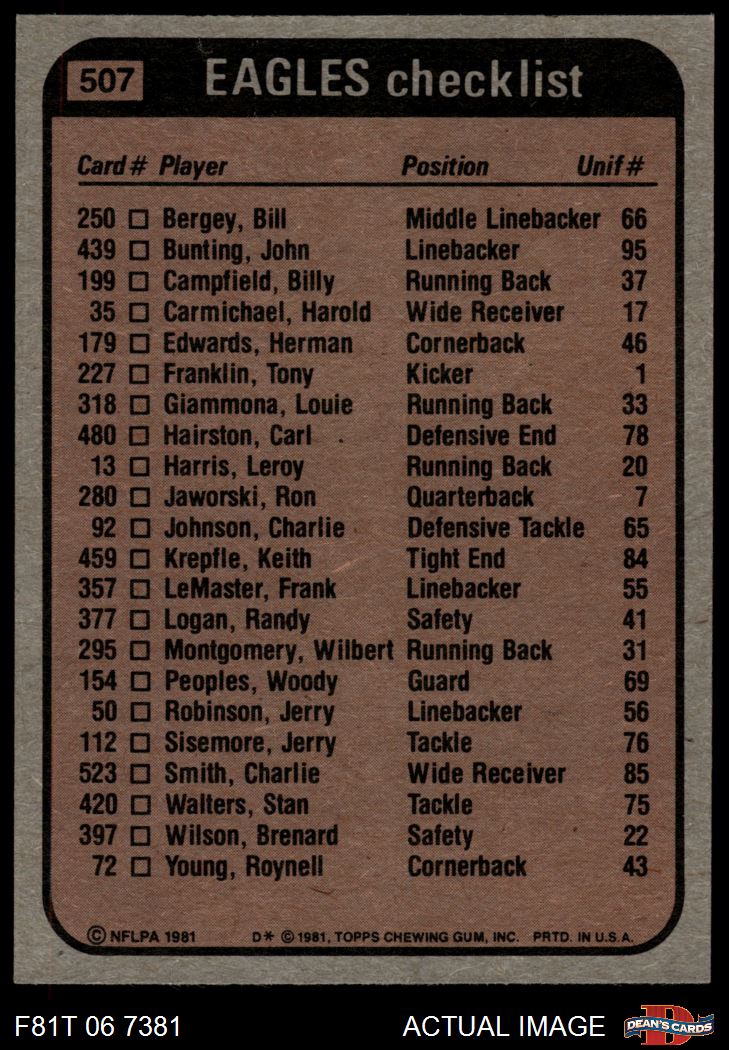 507 EAGLES checklist
Card # Player Position Unif #
250 Bergey, Bill Middle Linebacker 66
439 Bunting, John Linebacker 95
199 Campfield, Billy Running Back 37
35 Carmichael, Harold Wide Receiver 17
179 Edwards, Herman Cornerback 46
227 Franklin, Tony Kicker 1
318 Giammona, Louie Running Back 33
480 Hairston, Carl Defensive End 78
13 Harris, Leroy Running Back 20
280 Jaworski, Ron Quarterback 7
92 Johnson, Charlie Defensive Tackle 65
459 Krepfle, Keith Tight End 84
357 LeMaster, Frank Linebacker 55
377 Logan, Randy Safety 41
295 Montgomery, Wilbert Running Back 31
154 Peoples, Woody Guard 69
50 Robinson, Jerry Linebacker 56
112 Sisemore, Jerry Tackle 76
523 Smith, Charlie Wide Receiver 85
420 Walters, Stan Tackle 75
397 Wilson, Brenard Safety 22
72 Young, Roynell Cornerback 43
© NFLPA 1981 D* © 1981, TOPPS CHEWING GUM, INC. PRTD. IN U.S.A.
F81T 06 7381 ACTUAL IMAGE D DEAN'S CARDS